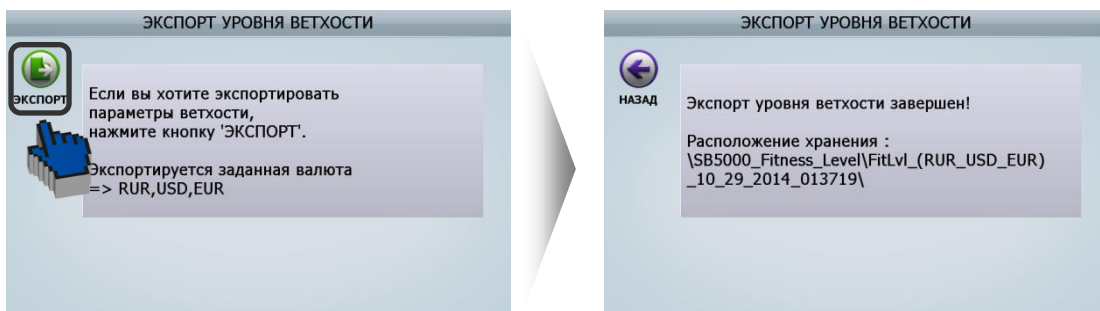 ЭКСПОРТ УРОВНЯ ВЕТХОСТИ
ЭКСПОРТ
Если вы хотите экспортировать
параметры ветхости,
нажмите кнопку 'ЭКСПОРТ'.
Экспортируется заданная валюта
=> RUR,USD,EUR
ЭКСПОРТ УРОВНЯ ВЕТХОСТИ
НАЗАД
Экспорт уровня ветхости завершен!
Расположение хранения :
\SB5000_Fitness_Level\FitLvl_(RUR_USD_EUR)
_10_29_2014_013719\